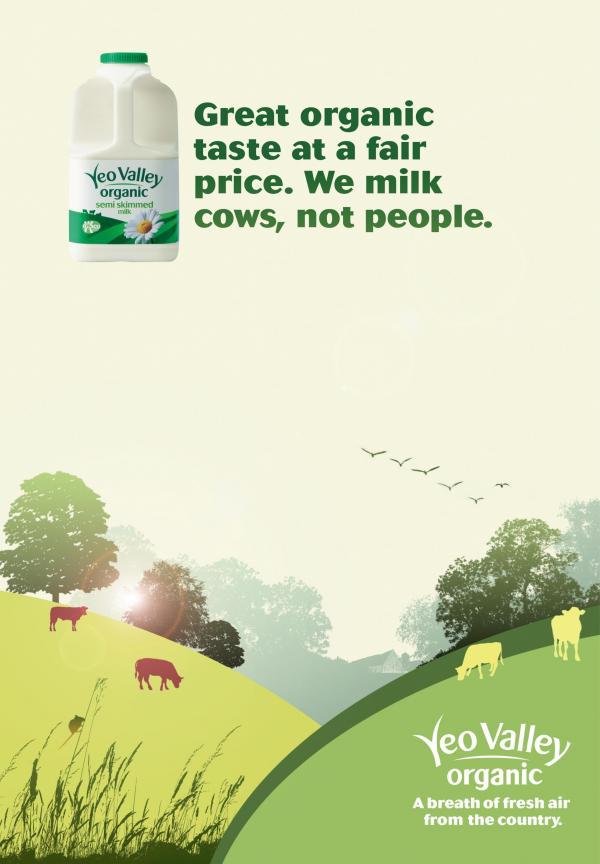 Yeo Valley
organic
semi skimmed
milk
Great organic
taste at a fair
price. We milk
cows, not people.
Yeo Valley
organic
A breath of fresh air
from the country.